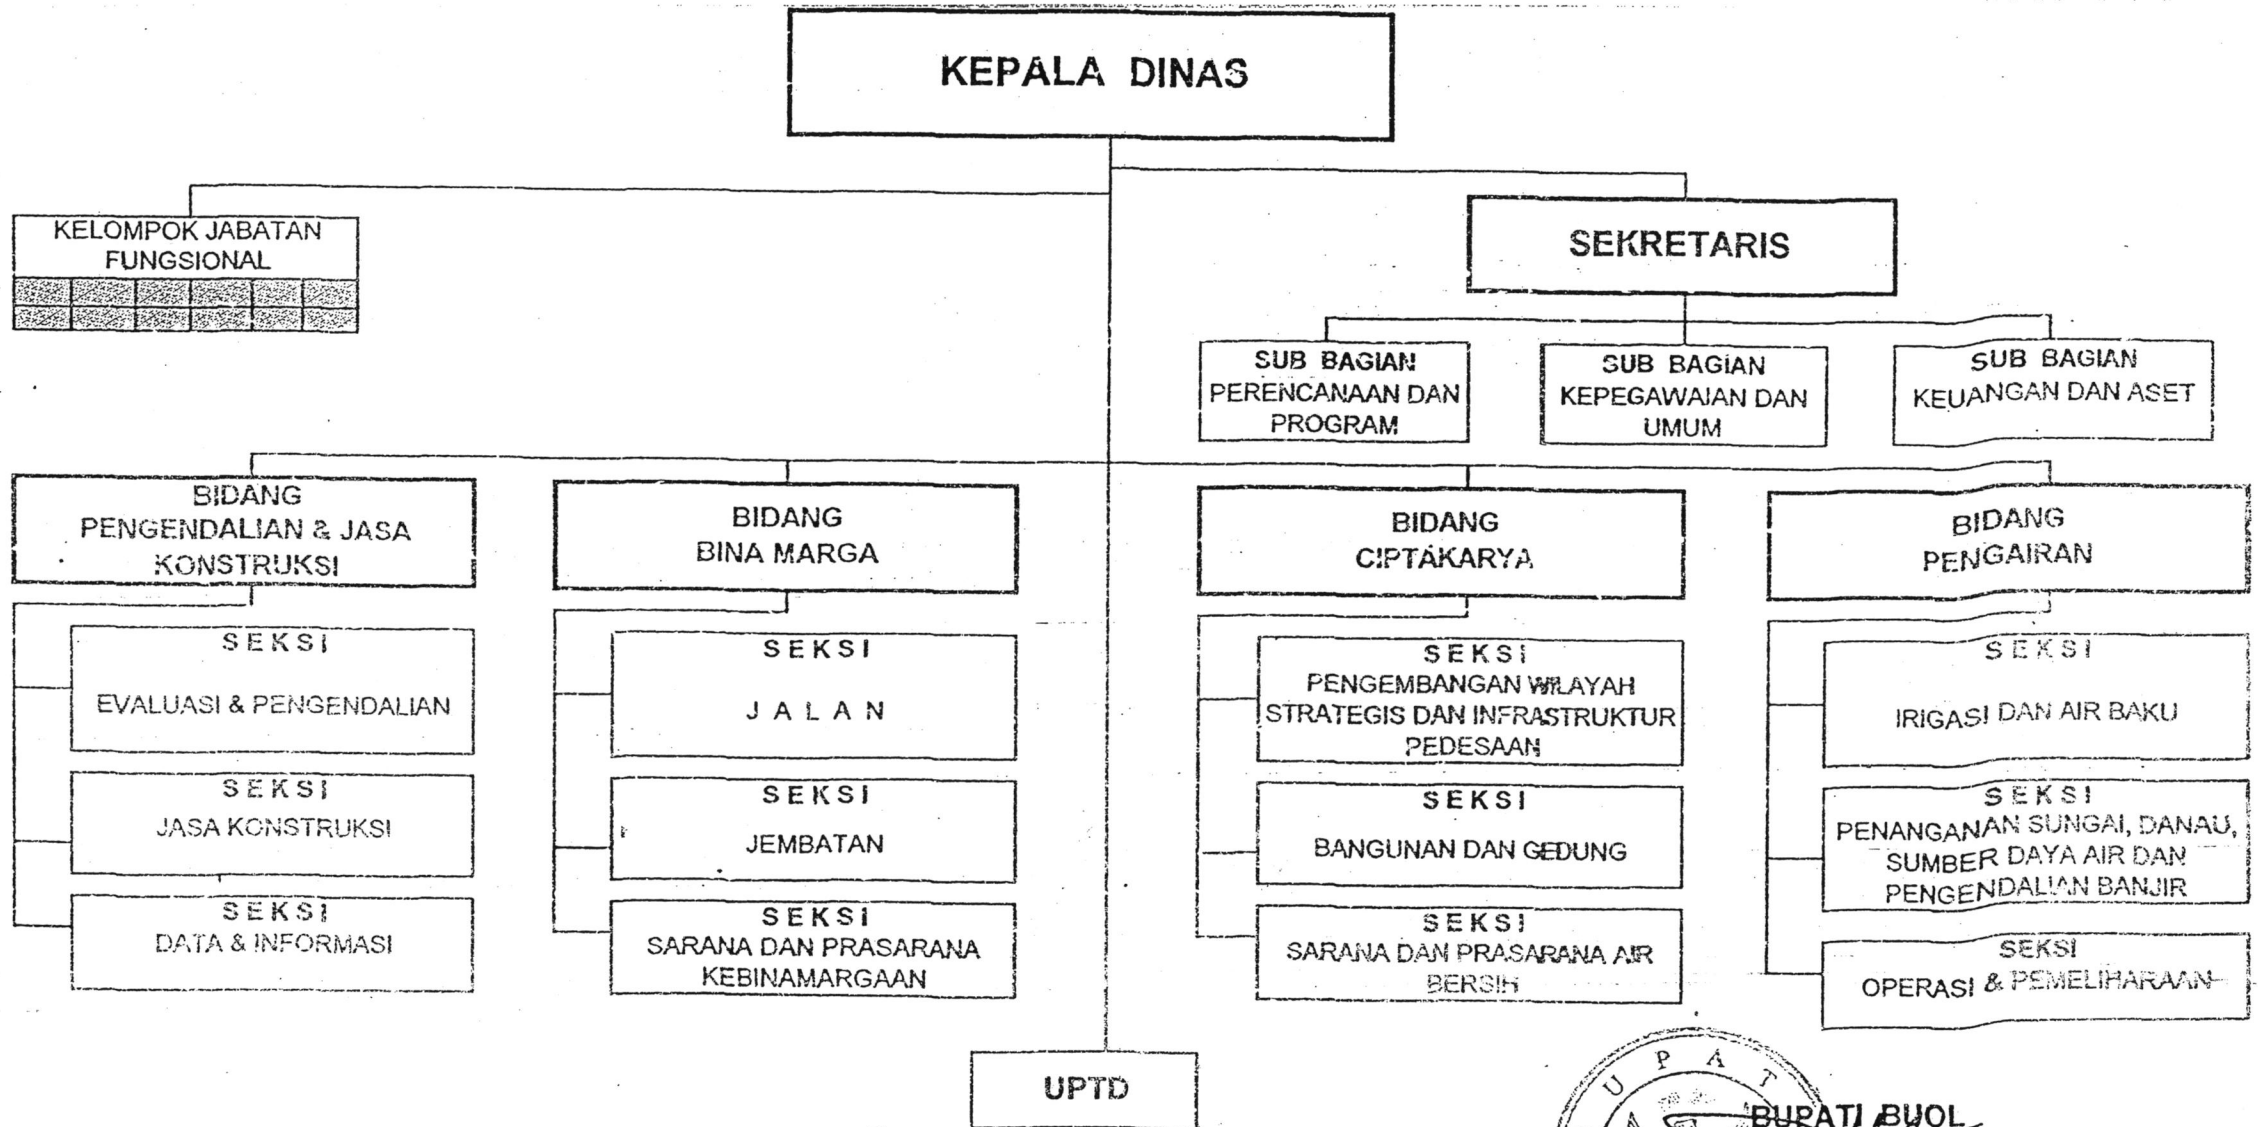 KEPALA DINAS
KELOMPOK JABATAN
FUNGSIONAL
SEKRETARIS
SUB BAGIAN
PERENCANAAN DAN
PROGRAM
SUB BAGIAN
KEPEGAWAIAN DAN
UMUM
SUB BAGIAN
KEUANGAN DAN ASET
BIDANG
PENGENDALIAN & JASA
KONSTRUKSI
SEKSI
EVALUASI & PENGENDALIAN
SEKSI
JASA KONSTRUKSI
SEKSI
DATA & INFORMASI
BIDANG
BINA MARGA
SEKSI
JALAN
SEKSI
JEMBATAN
SEKSI
SARANA DAN PRASARANA
KEBINAMARGAAN
BIDANG
CIPTAKARYA
SEKSI
PENGEMBANGAN WILAYAH
STRATEGIS DAN INFRASTRUKTUR
PEDESAAN
SEKSI
BANGUNAN DAN GEDUNG
SEKSI
SARANA DAN PRASARANA AIR
BERSIH
BIDANG
PENGAIRAN
SEKSI
IRIGASI DAN AIR BAKU
SEKSI
PENANGANAN SUNGAI, DANAU,
SUMBER DAYA AIR DAN
PENGENDALIAN BANJIR
SEKSI
OPERASI & PEMELIHARAAN
UPTD
UPAT
BUPATI BUOL